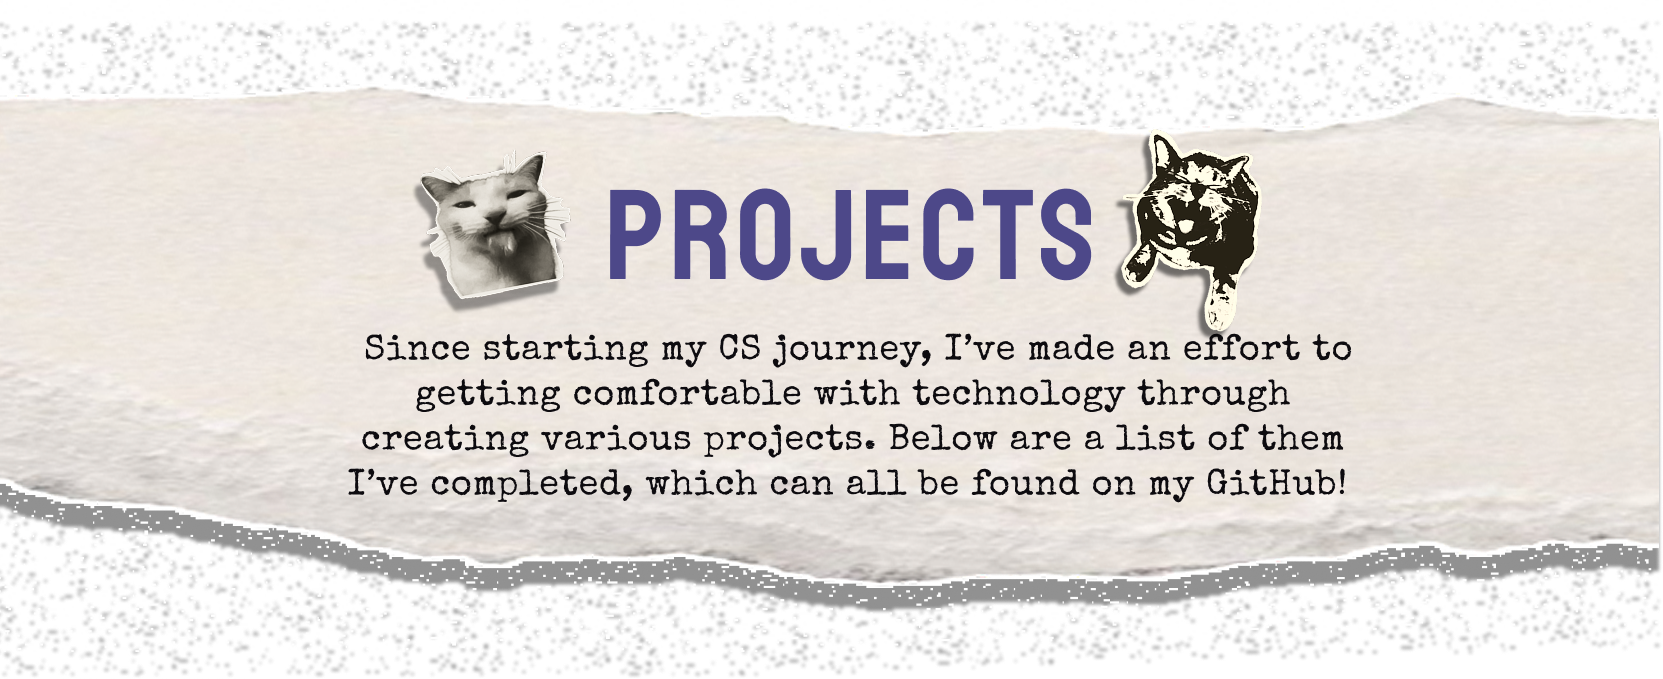 PROJECTS
Since starting my CS journey, I’ve made an effort to
getting comfortable with technology through
creating various projects. Below are a list of them
I’ve completed, which can all be found on my GitHub!